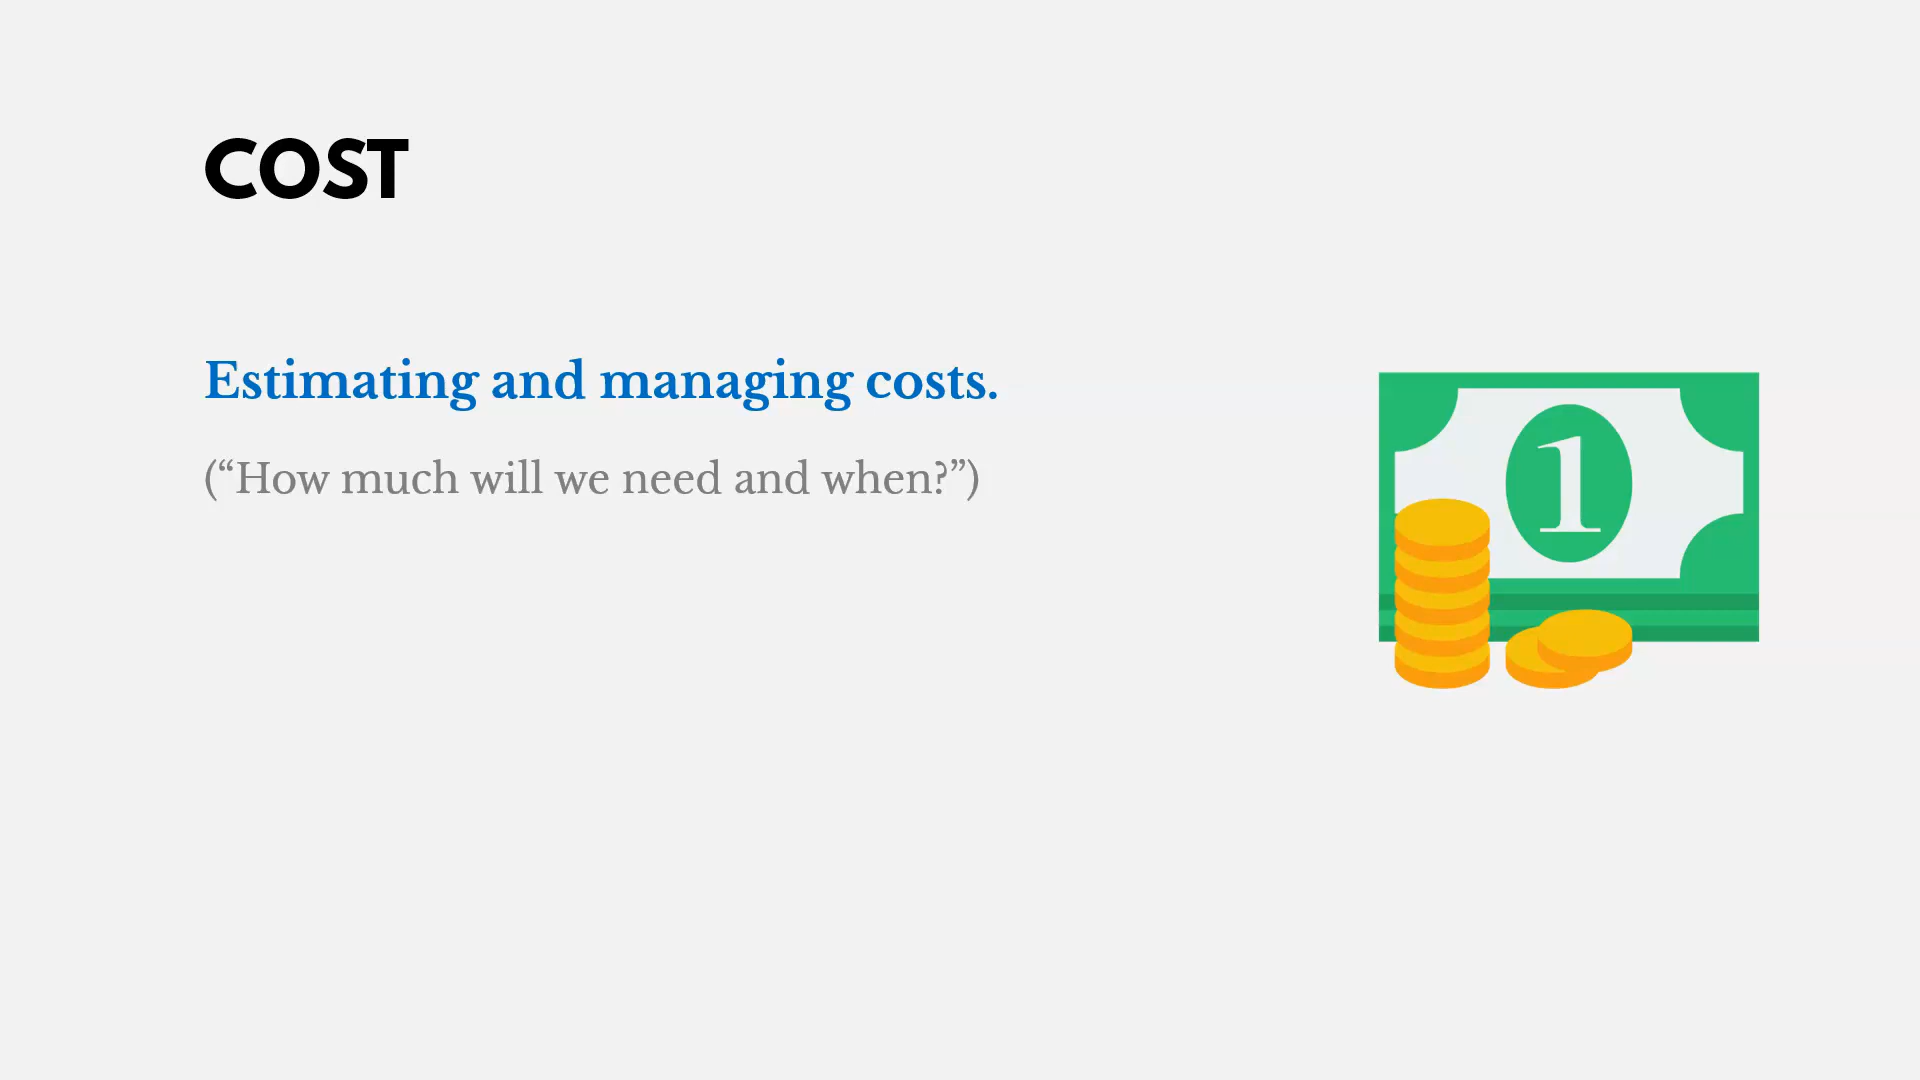 COST
Estimating and managing costs.
(“How much will we need and when?”)
1